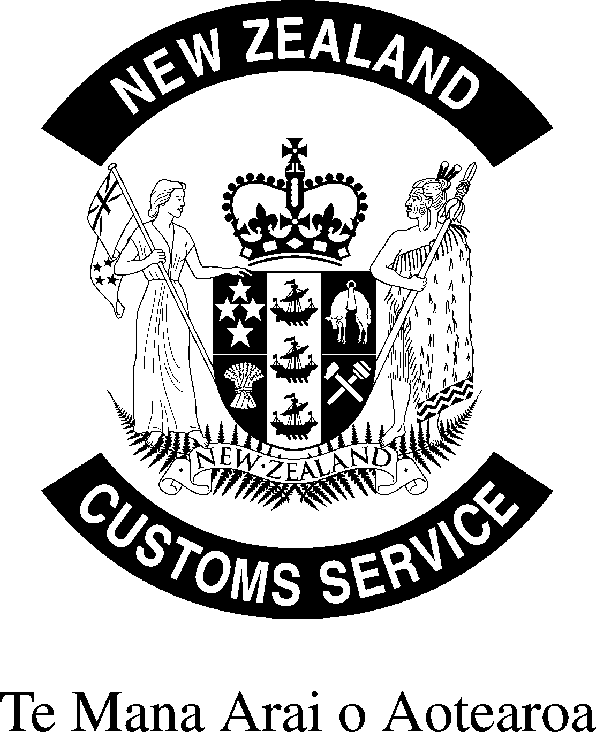 NEW ZEALAND
NEW · ZEALAND
CUSTOMS SERVICE
Te Mana Arai o Aotearoa